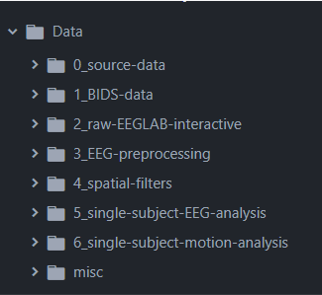 Data
0_source-data
1_BIDS-data
2_raw-EEGLAB-interactive
3_EEG-preprocessing
4_spatial-filters
5_single-subject-EEG-analysis
6_single-subject-motion-analysis
misc